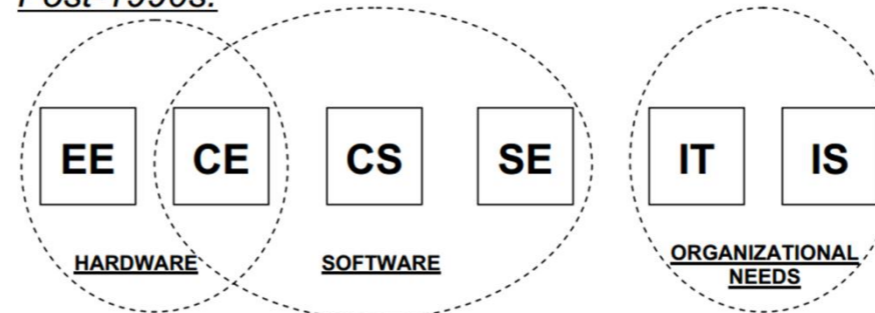 Post-1990s:
EE CE CS SE IT IS
HARDWARE SOFTWARE ORGANIZATIONAL
NEEDS